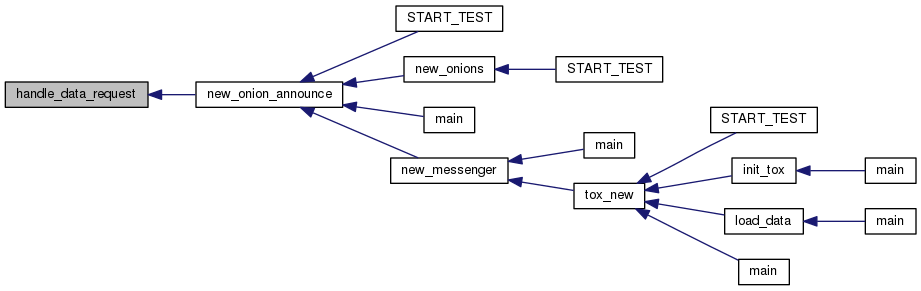 START_TEST
new_onions
START_TEST
handle_data_request
new_onion_announce
main
START_TEST
main
new_messenger
init_tox
main
tox_new
load_data
main
main